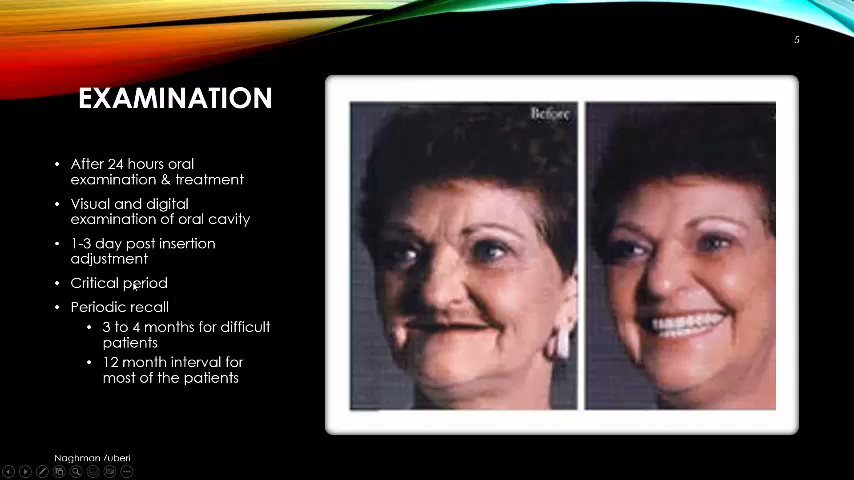 5
EXAMINATION
• After 24 hours oral
examination & treatment
• Visual and digital
examination of oral cavity
• 1-3 day post insertion
adjustment
• Critical period
• Periodic recall
• 3 to 4 months for difficult
patients
• 12 month interval for
most of the patients
Before
Naghman Zuberi